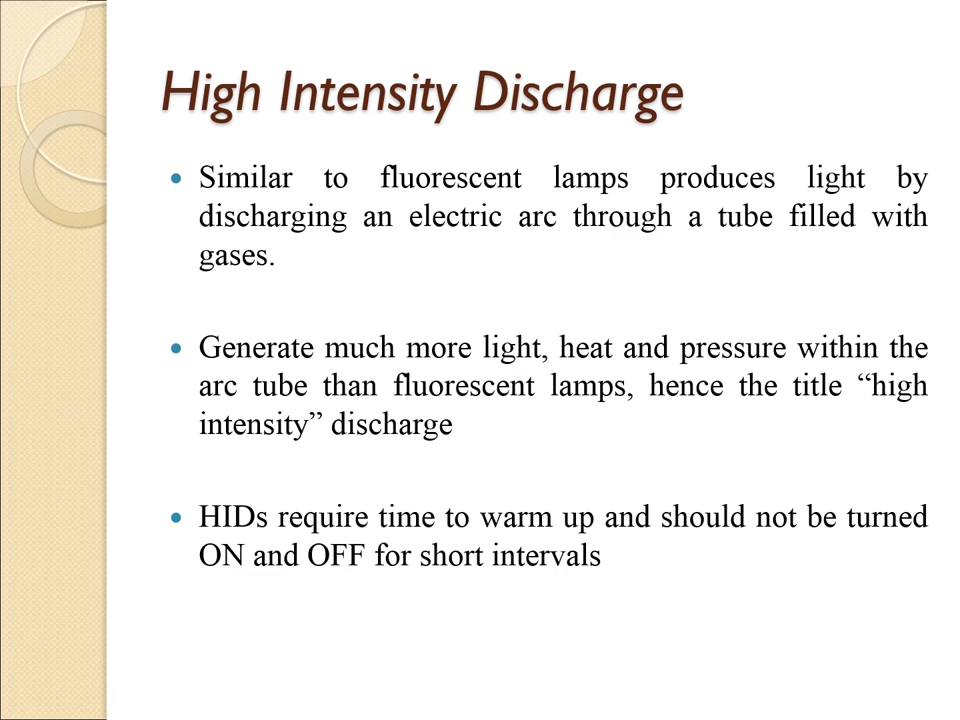 High Intensity Discharge
Similar to fluorescent lamps produces light by
discharging an electric arc through a tube filled with
gases.
Generate much more light, heat and pressure within the
arc tube than fluorescent lamps, hence the title “high
intensity” discharge
HIDs require time to warm up and should not be turned
ON and OFF for short intervals